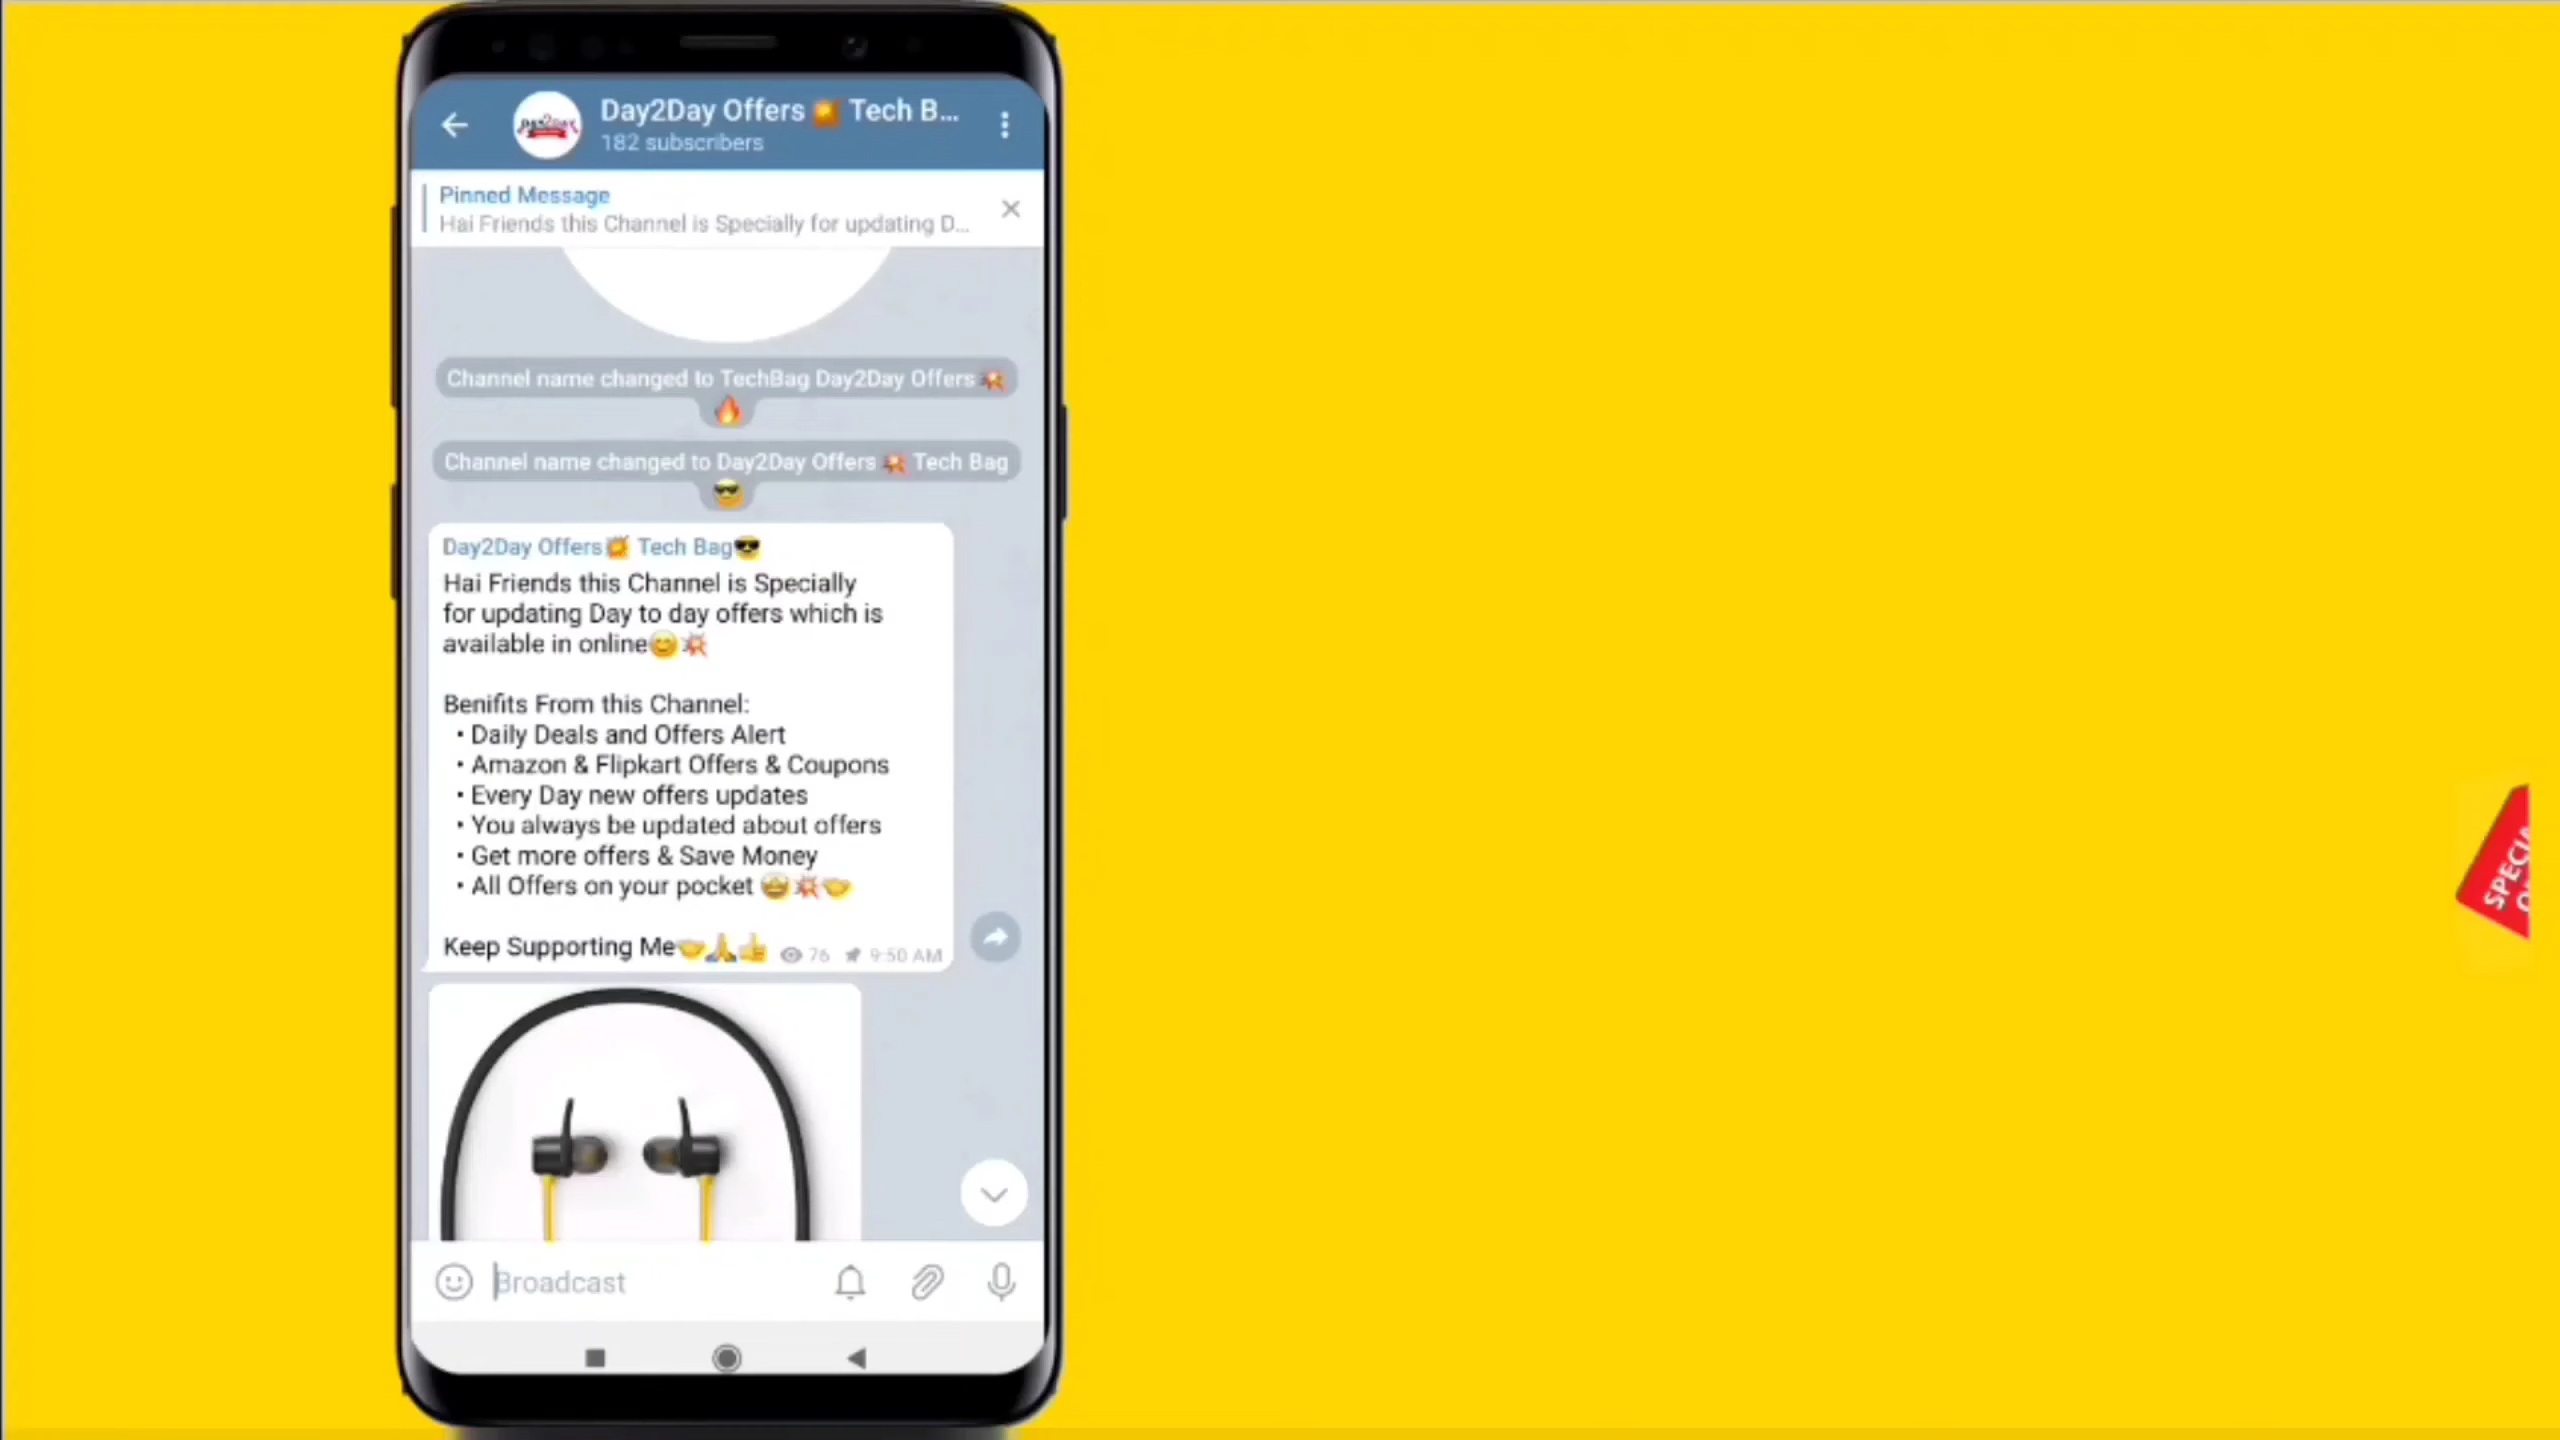 Day2Day Offers💥 Tech B...
182 subscribers
Pinned Message
Hai Friends this Channel is Specially for updating D...
Channel name changed to TechBag Day2Day Offers💥
🔥
Channel name changed to Day2Day Offers💥 Tech Bag
😎
Day2Day Offers💥 Tech Bag😎
Hai Friends this Channel is Specially
for updating Day to day offers which is
available in online😊💥
Benifits From this Channel:
• Daily Deals and Offers Alert
• Amazon & Flipkart Offers & Coupons
• Every Day new offers updates
• You always be updated about offers
• Get more offers & Save Money
• All Offers on your pocket 🤩💥🤝
Keep Supporting Me🤝🙏👍 76 9:50 AM
Broadcast